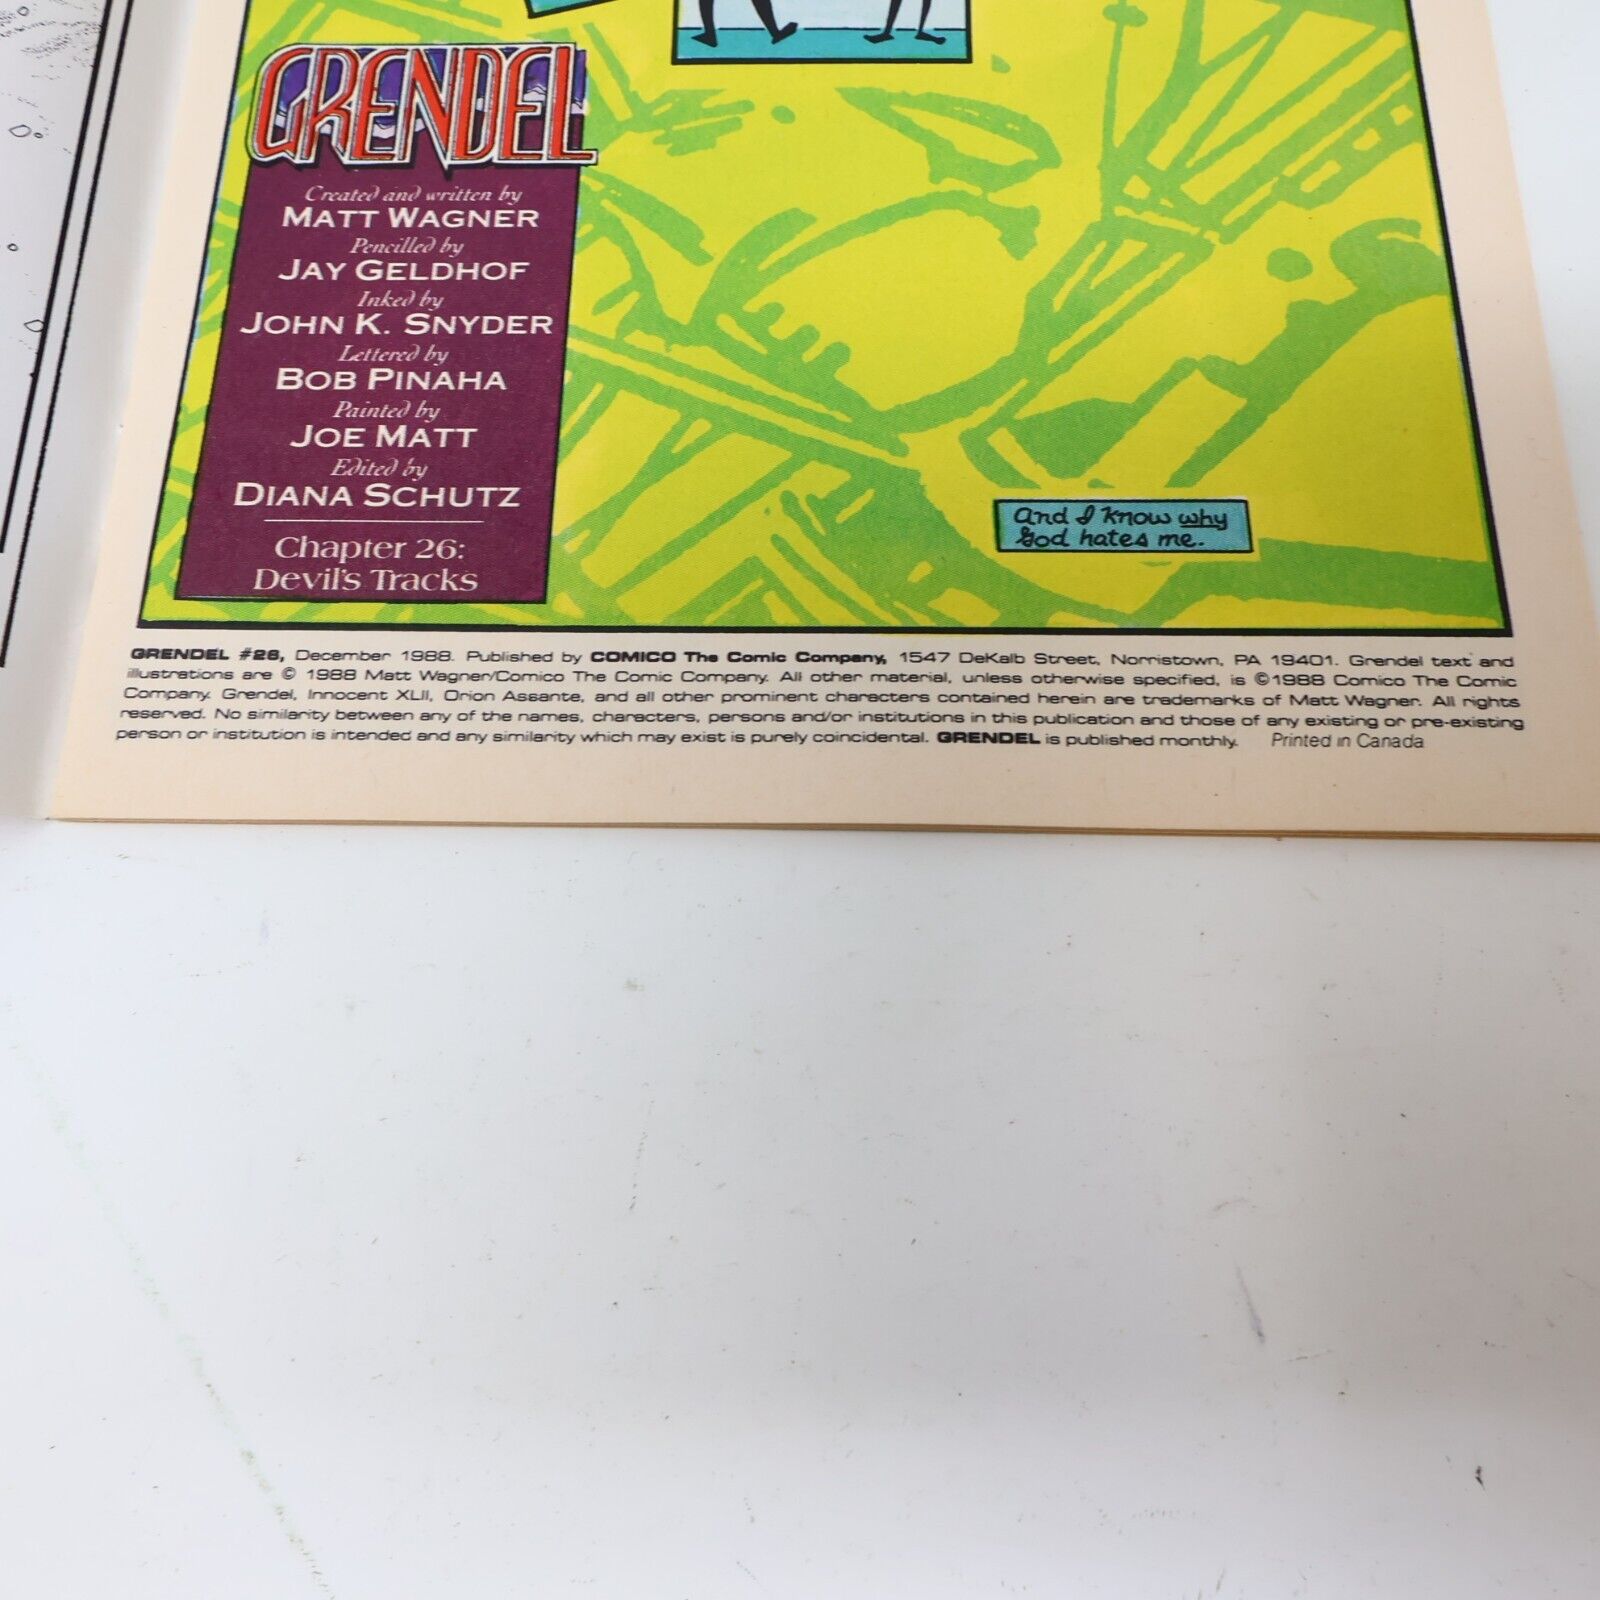 GRENDEL
Created and written by
MATT WAGNER
Pencilled by
JAY GELDHOF
Inked by
JOHN K. SNYDER
Lettered by
BOB PINAHA
Painted by
JOE MATT
Edited by
DIANA SCHUTZ
Chapter 26:
Devil's Tracks
And I know why
God hates me.
GRENDEL #26, December 1988. Published by COMICO The Comic Company, 1547 DeKalb Street, Norristown, PA 19401. Grendel text and
illustrations are © 1988 Matt Wagner/Comico The Comic Company. All other material, unless otherwise specified, is ©1988 Comico The Comic
Company. Grendel, Innocent XLII, Orion Assante, and all other prominent characters contained herein are trademarks of Matt Wagner. All rights
reserved. No similarity between any of the names, characters, persons and/or institutions in this publication and those of any existing or pre-existing
person or institution is intended and any similarity which may exist is purely coincidental. GRENDEL is published monthly. Printed in Canada